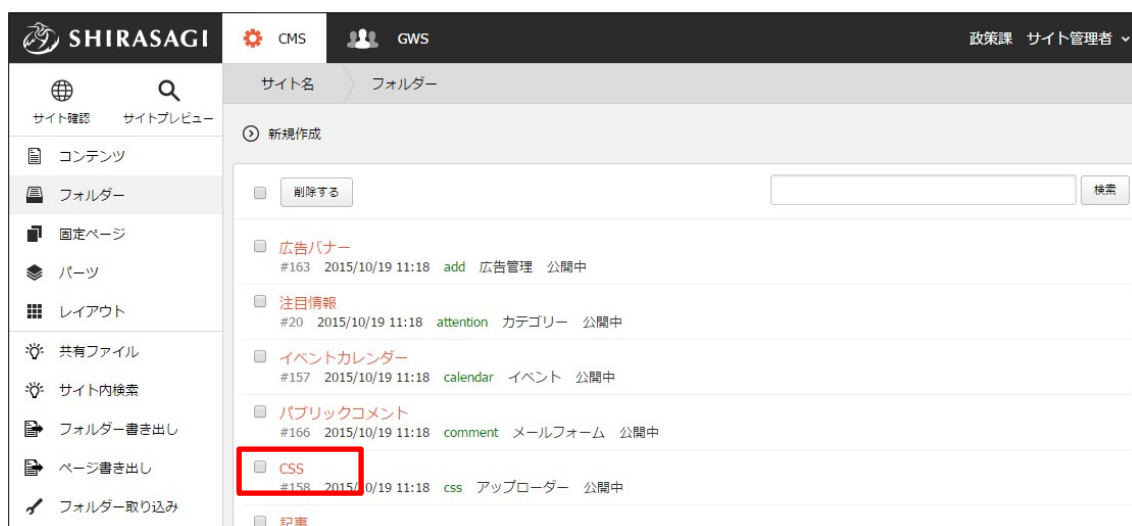 SHIRASAGI CMS GWS 政策課 サイト管理者
サイト確認 サイトプレビュー
コンテンツ
フォルダー
固定ページ
パーツ
レイアウト
共有ファイル
サイト内検索
フォルダー書き出し
ページ書き出し
フォルダー取り込み
サイト名 フォルダー
新規作成
削除する 検索
広告バナー
#163 2015/10/19 11:18 add 広告管理 公開中
注目情報
#20 2015/10/19 11:18 attention カテゴリー 公開中
イベントカレンダー
#157 2015/10/19 11:18 calendar イベント 公開中
パブリックコメント
#166 2015/10/19 11:18 comment メールフォーム 公開中
CSS
#158 2015/10/19 11:18 css アップローダー 公開中
記事